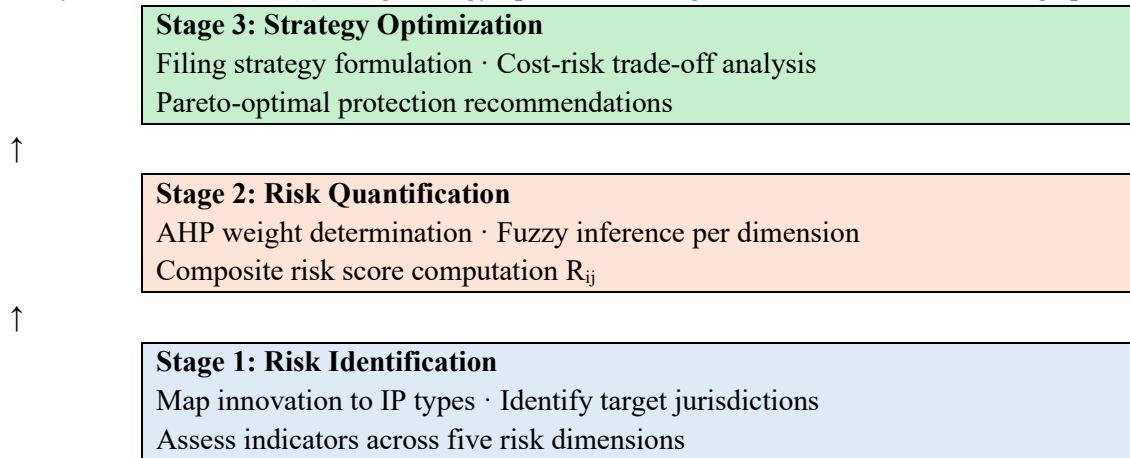 Stage 3: Strategy Optimization
Filing strategy formulation · Cost-risk trade-off analysis
Pareto-optimal protection recommendations
↑
Stage 2: Risk Quantification
AHP weight determination · Fuzzy inference per dimension
Composite risk score computation Rᵢⱼ
↑
Stage 1: Risk Identification
Map innovation to IP types · Identify target jurisdictions
Assess indicators across five risk dimensions